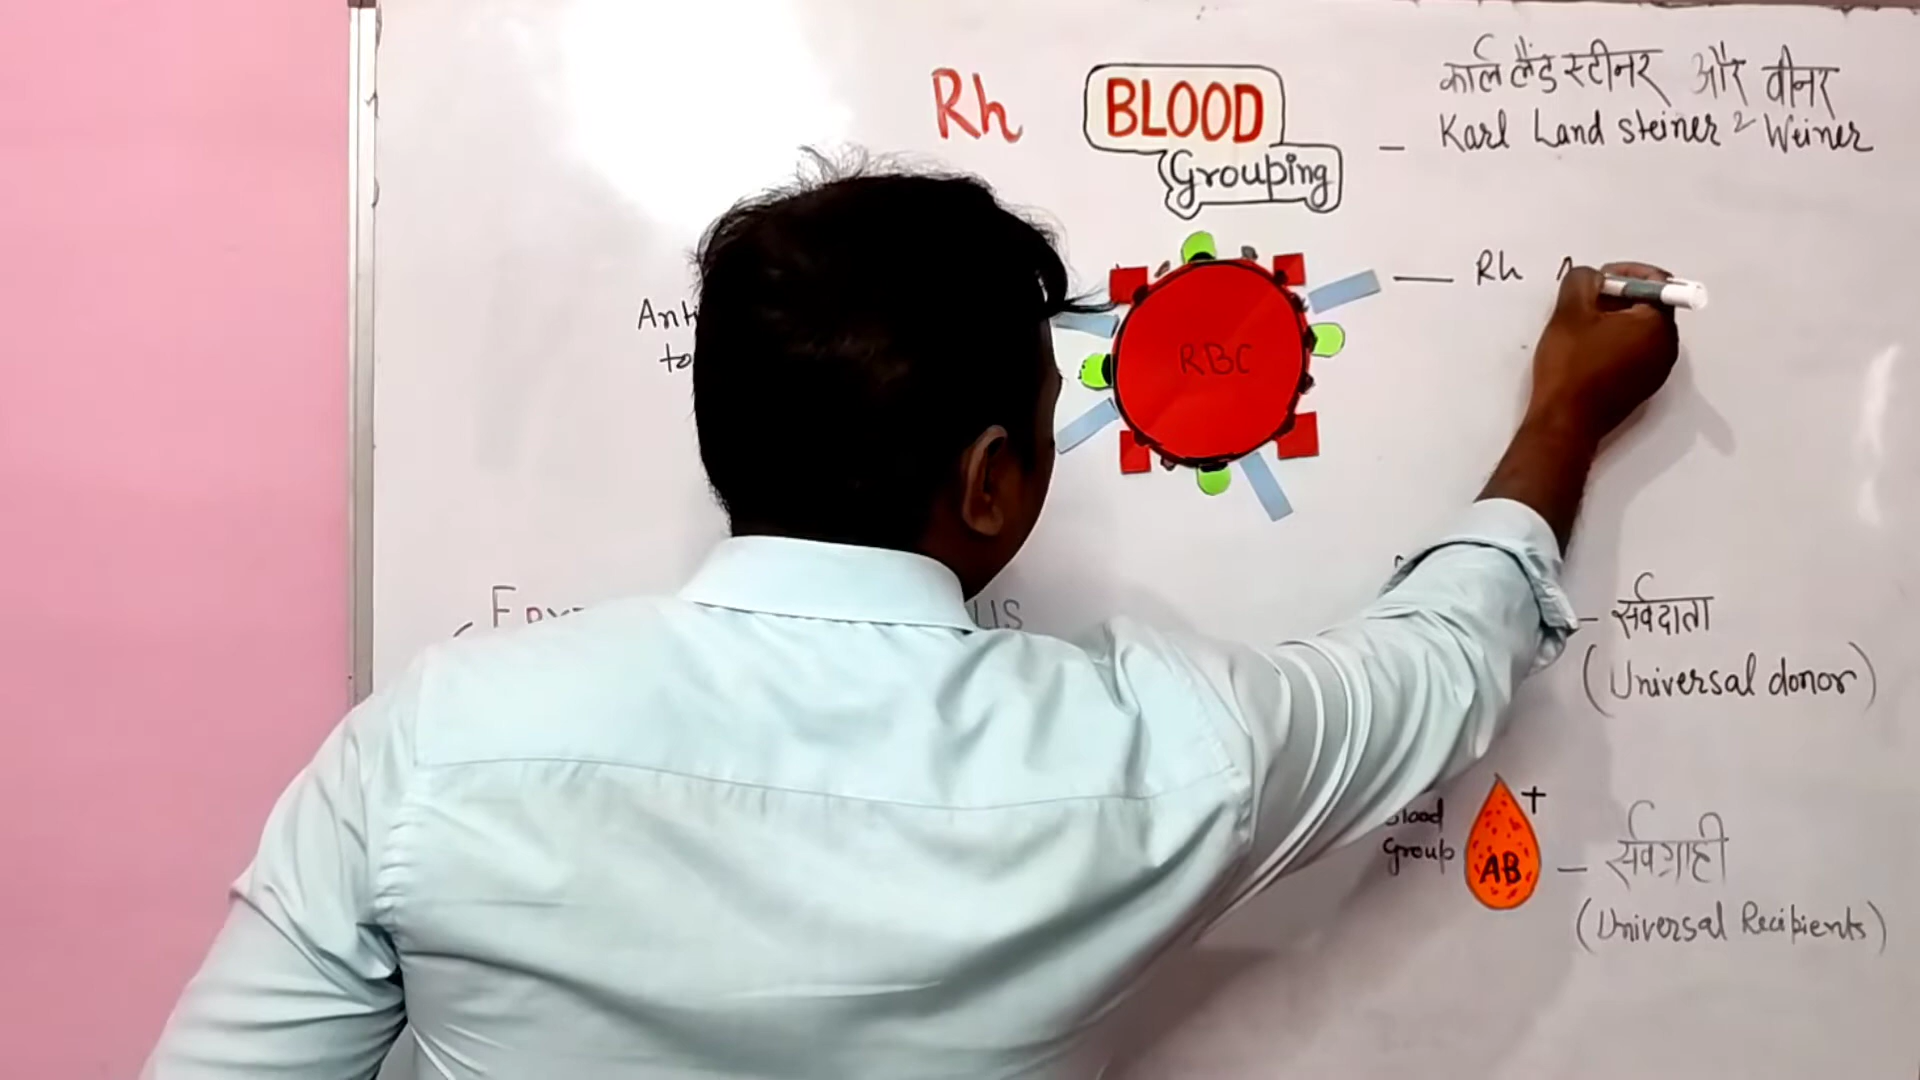 Rh
BLOOD
Grouping
कार्ल लैंड स्टीनर और वीनर
— Karl Land steiner & Weiner
— Rh
RBC
to
— सर्वदाता
(Universal donor)
Group
AB +
— सर्वग्राही
(Universal Recipients)